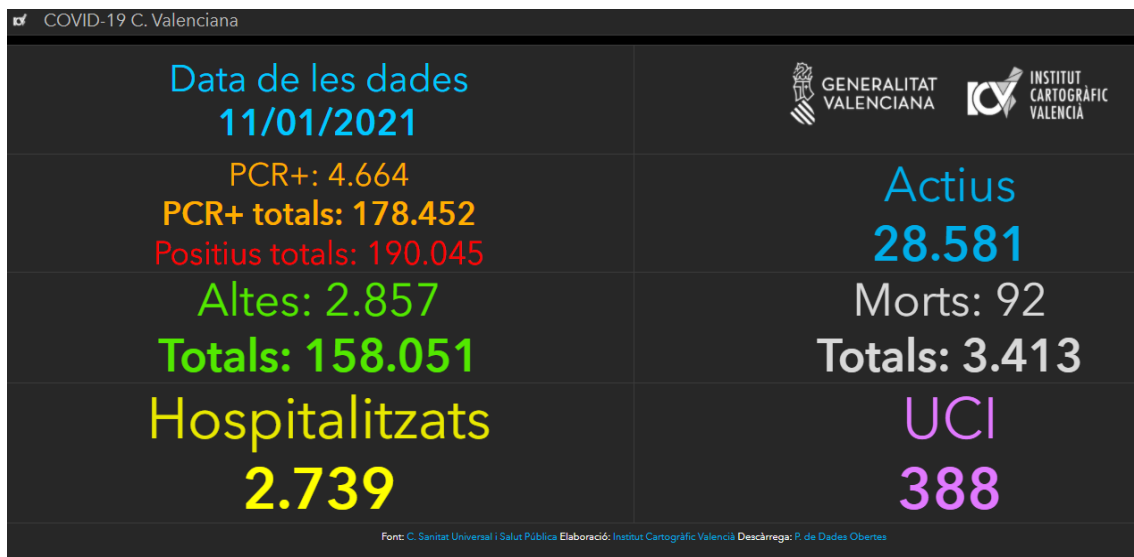 COVID-19 C. Valenciana
Data de les dades
11/01/2021
GENERALITAT
VALENCIANA
INSTITUT
CARTOGRÀFIC
VALENCIÀ
PCR+: 4.664
PCR+ totals: 178.452
Positius totals: 190.045
Actius
28.581
Altes: 2.857
Totals: 158.051
Morts: 92
Totals: 3.413
Hospitalitzats
2.739
UCI
388
Font: C. Sanitat Universal i Salut Pública Elaboració: Institut Cartogràfic Valencià Descàrrega: P. de Dades Obertes